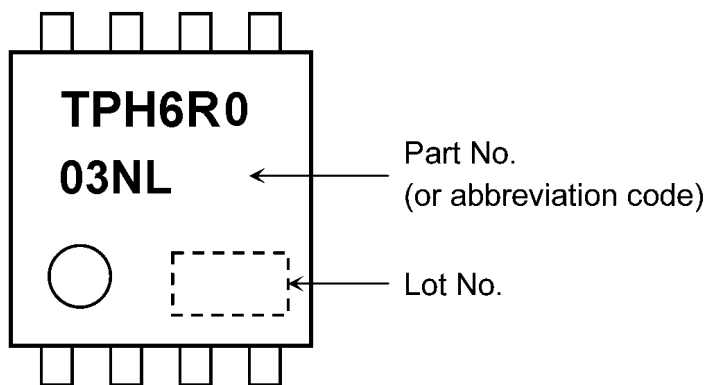 TPH6R0
03NL
Part No.
(or abbreviation code)
Lot No.